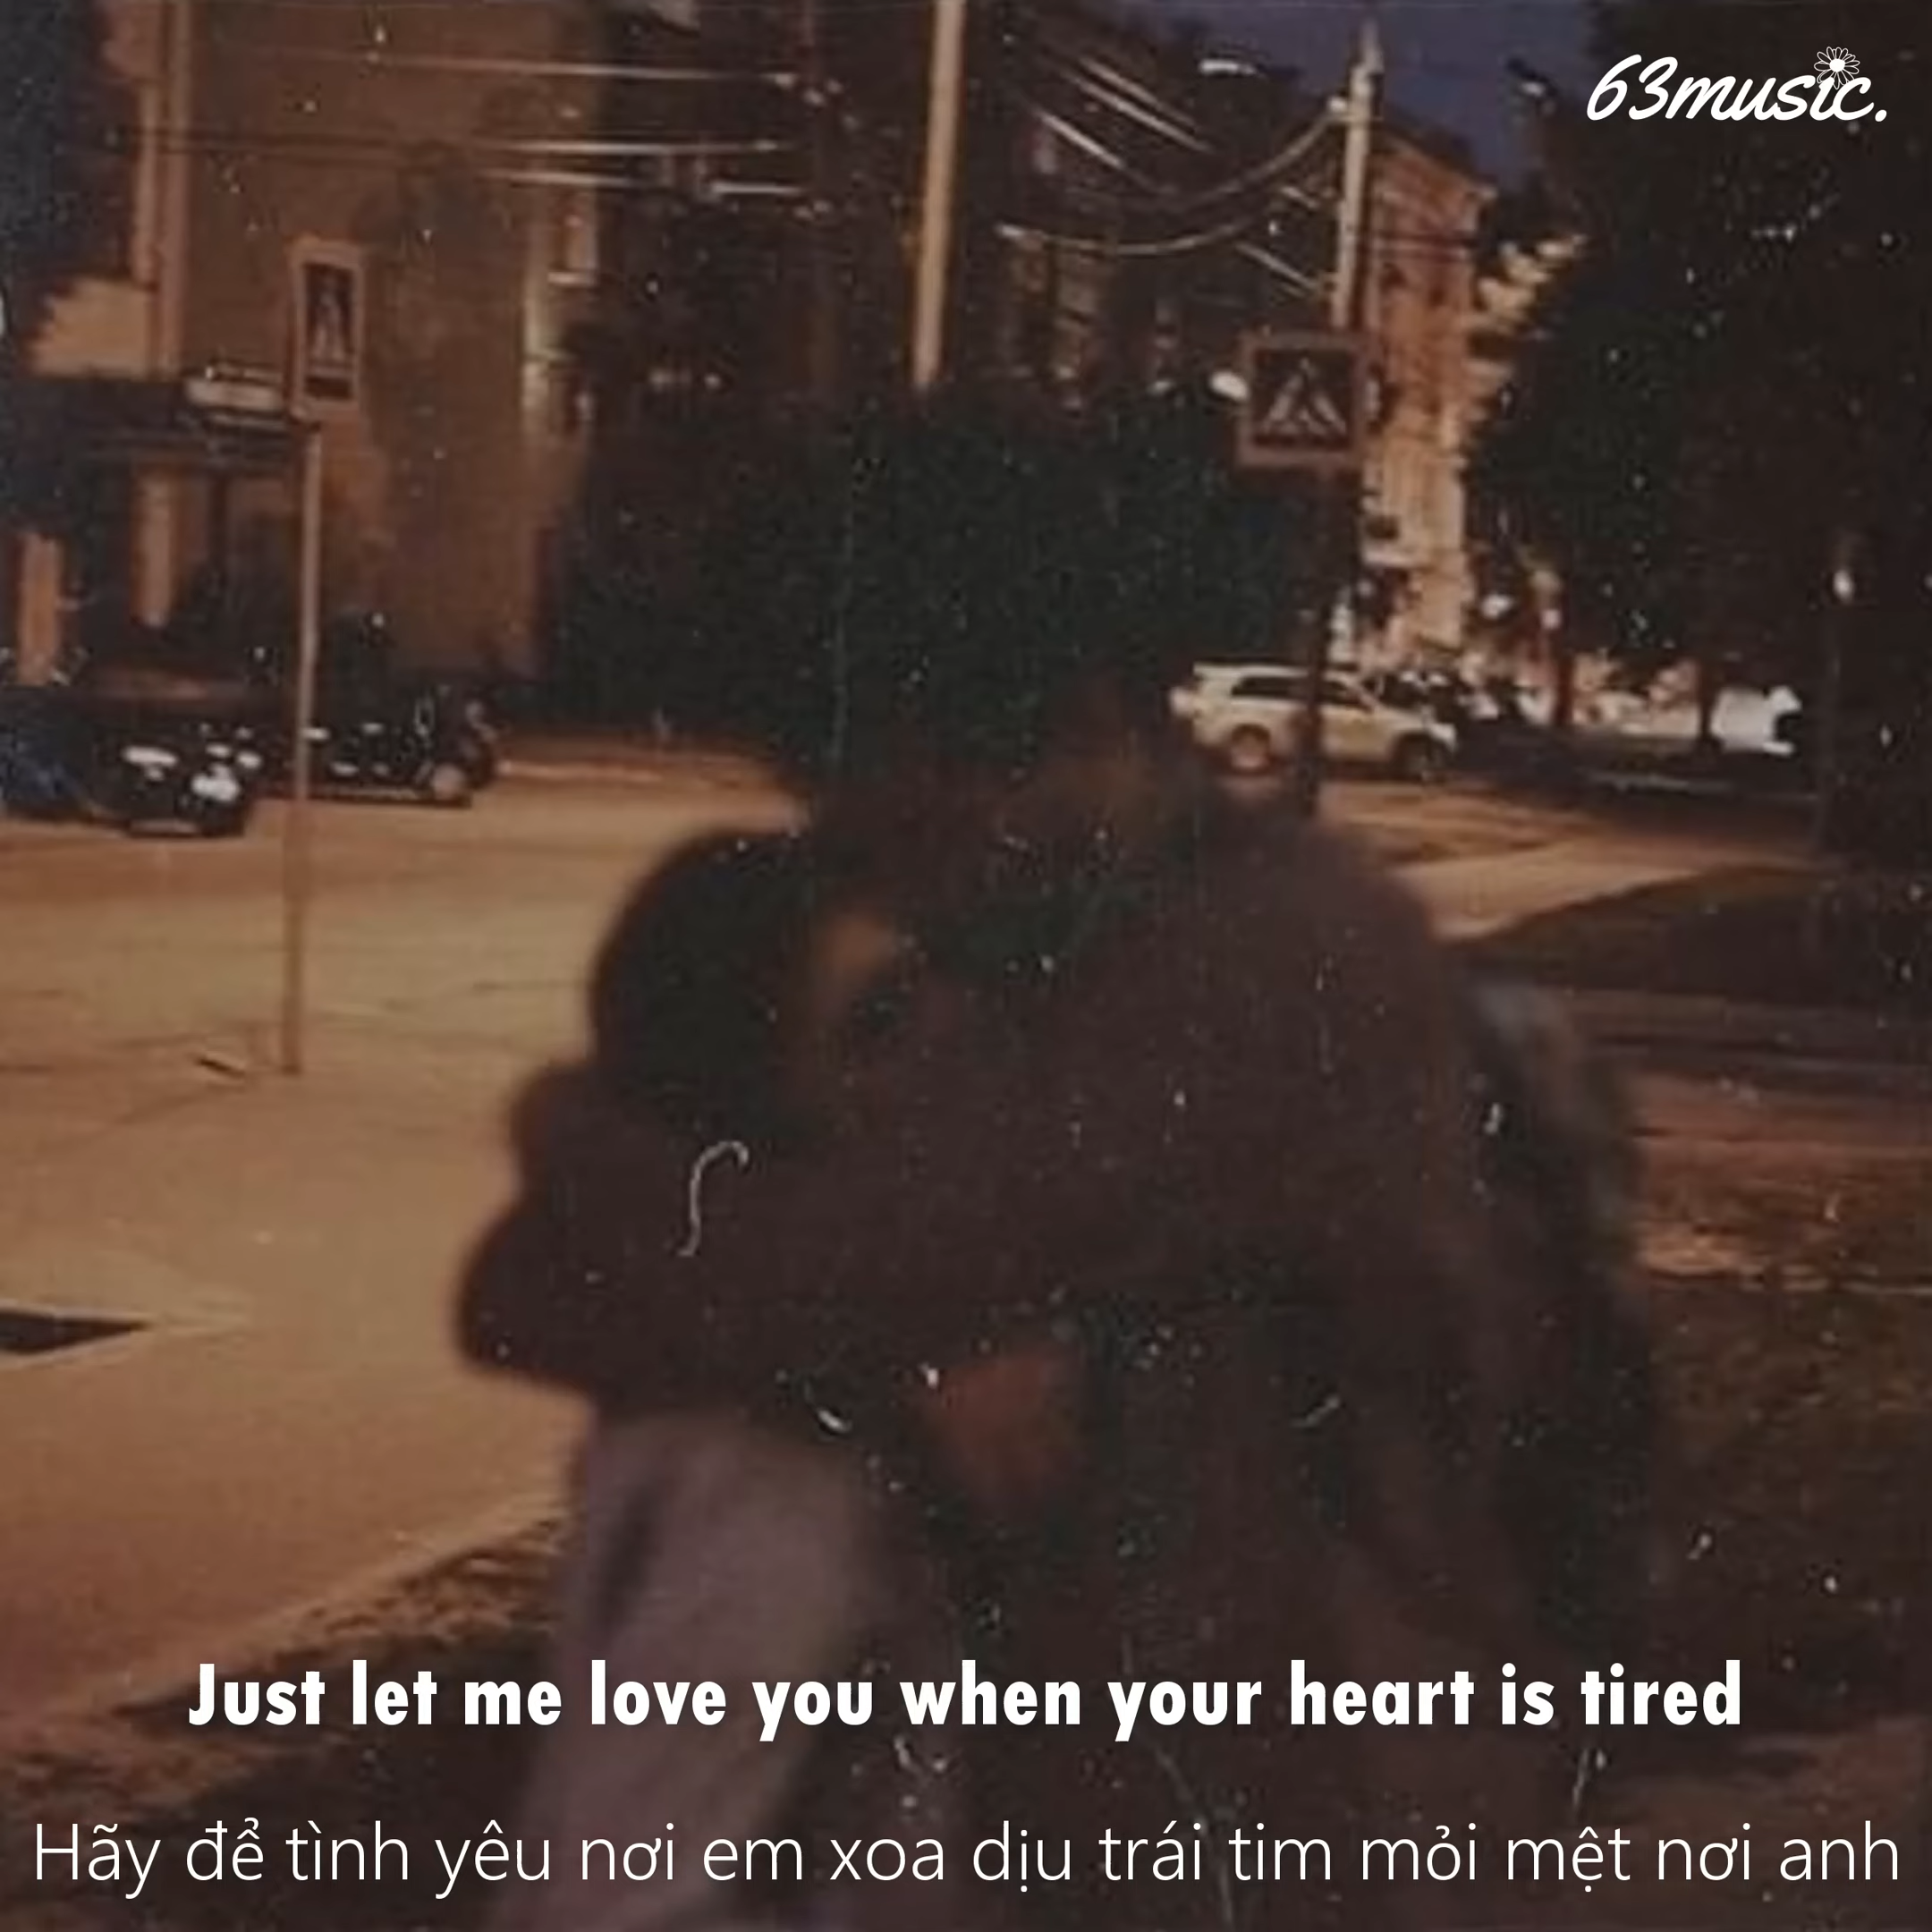 63music.
Just let me love you when your heart is tired
Hãy để tình yêu nơi em xoa dịu trái tim mỏi mệt nơi anh